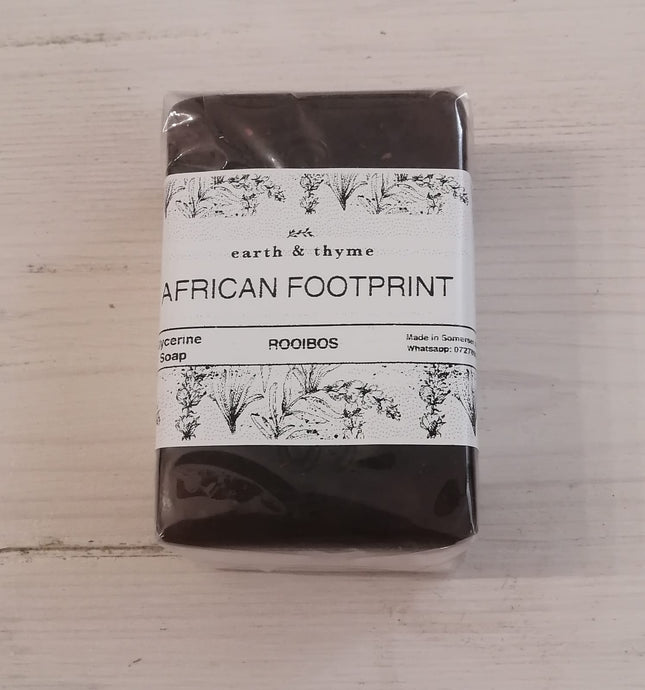 earth & thyme
AFRICAN FOOTPRINT
ycerine
Soap
ROOIBOS
Made in Somerse
Whatsapp: 0727